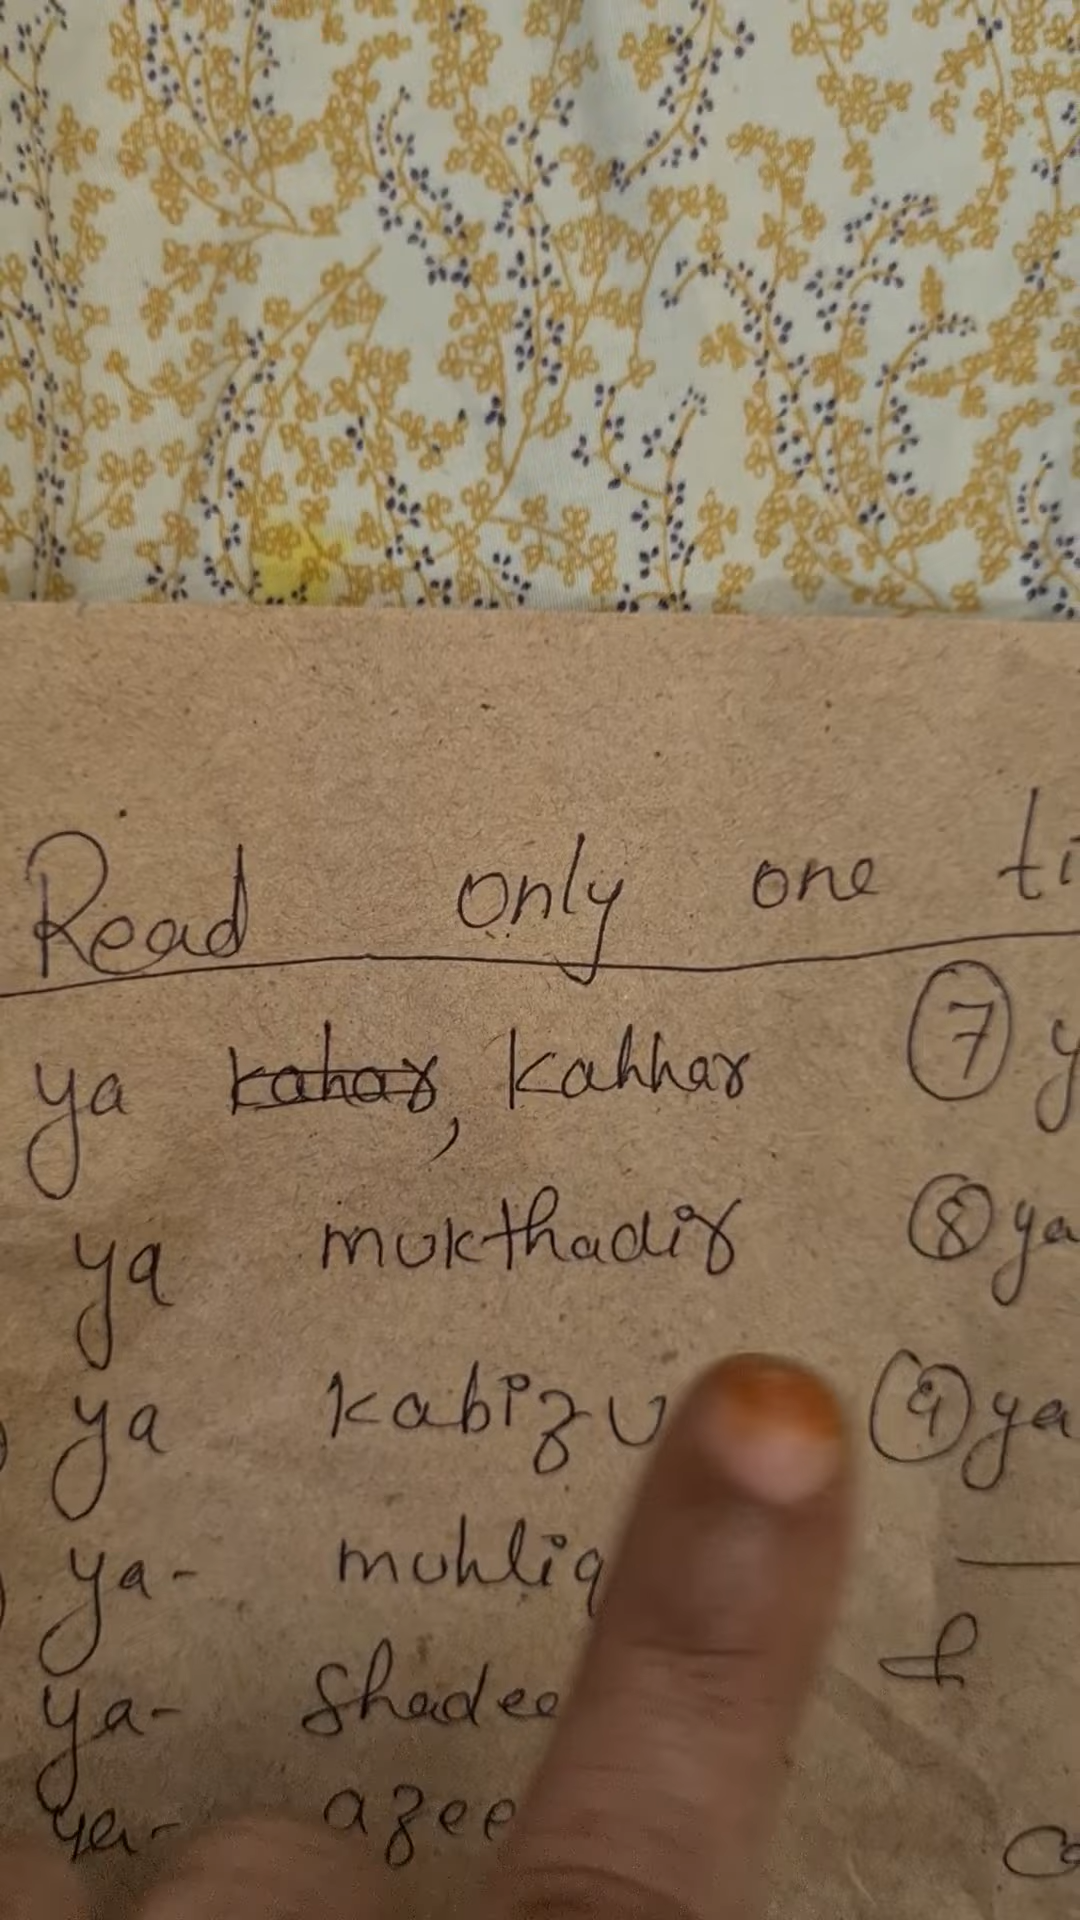 Read only one ti
ya kahar, kahhar 7 y
ya mukthadir 8 ya
ya kabizu 9 ya
ya- muhliq
ya- shadee
ya- azee